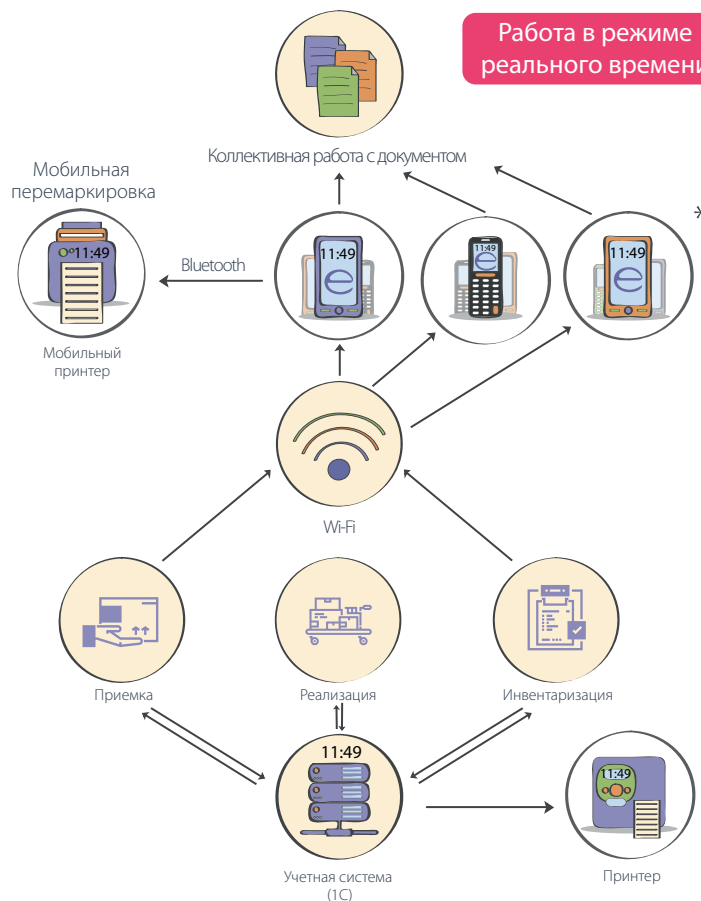 Работа в режиме
реального времени
Коллективная работа с документом
Мобильная
перемаркировка
11:49
Bluetooth
11:49
11:49
11:49
*
Мобильный
принтер
Wi-Fi
Приемка
Реализация
Инвентаризация
11:49
11:49
Учетная система
(1С)
Принтер